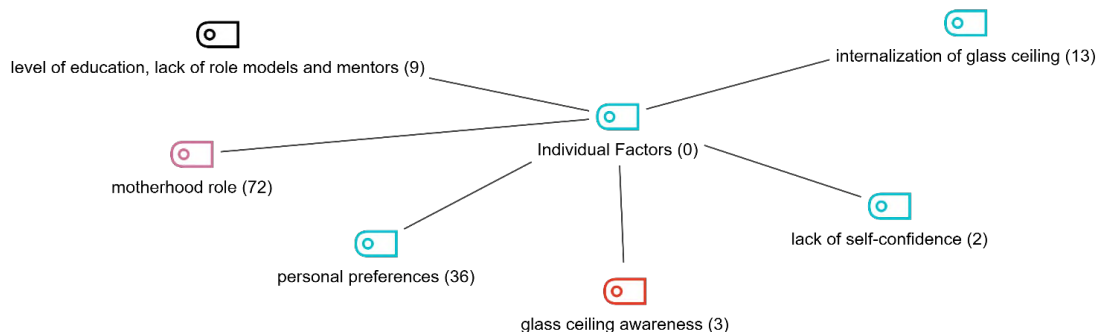 internalization of glass ceiling (13)
level of education, lack of role models and mentors (9)
Individual Factors (0)
motherhood role (72)
lack of self-confidence (2)
personal preferences (36)
glass ceiling awareness (3)